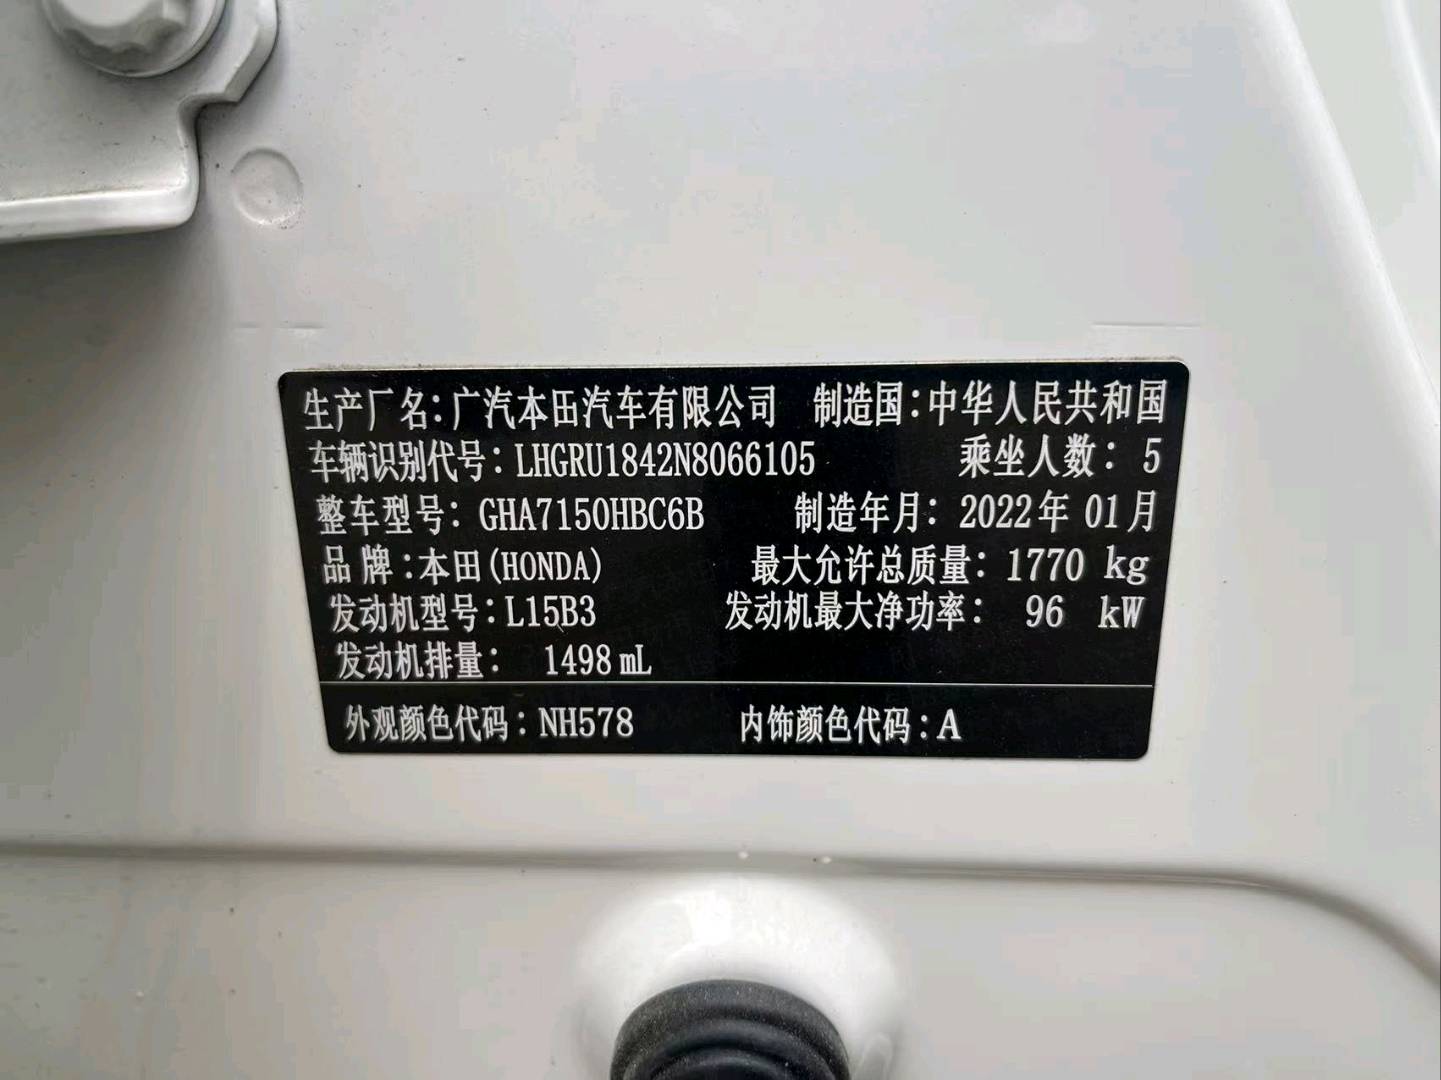 生产厂名:广汽本田汽车有限公司 制造国:中华人民共和国
车辆识别代号:LHGRU1842N8066105 乘坐人数:5
整车型号:GHA7150HBC6B 制造年月:2022年01月
品牌:本田(HONDA) 最大允许总质量:1770 kg
发动机型号:L15B3 发动机最大净功率:96 kW
发动机排量:1498 mL
外观颜色代码:NH578 内饰颜色代码:A